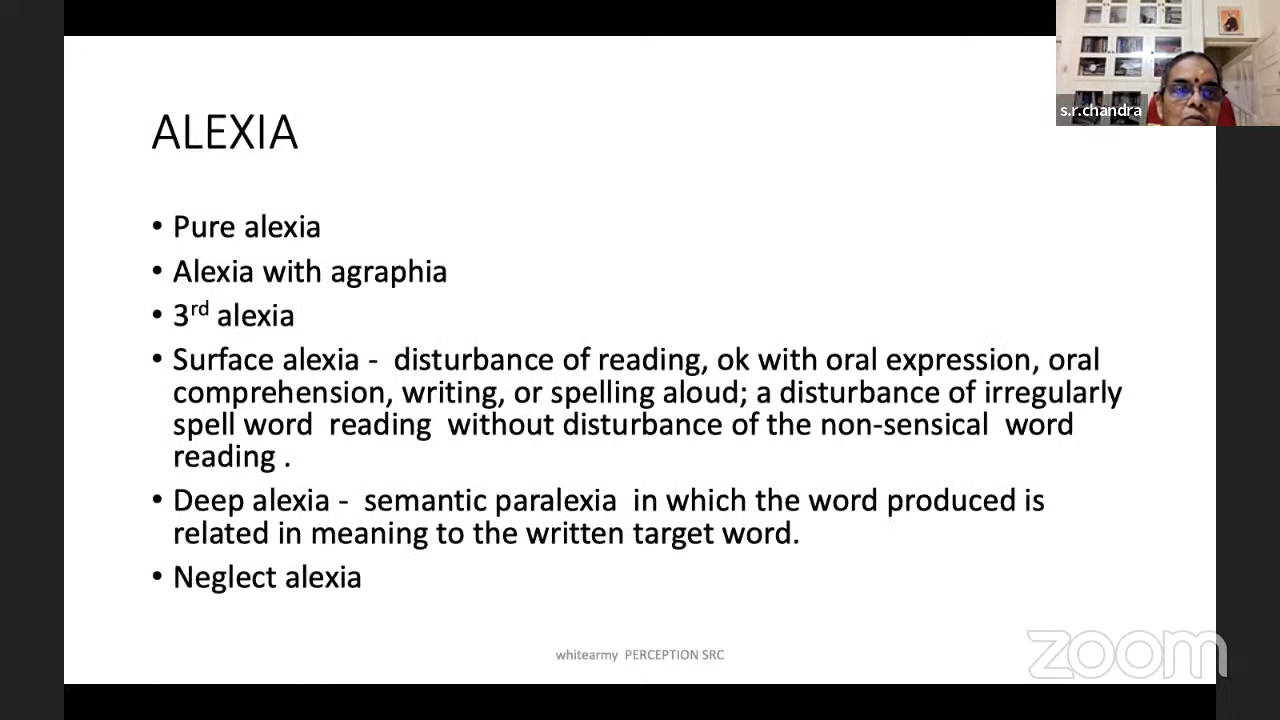 s.r.chandra
ALEXIA
• Pure alexia
• Alexia with agraphia
• 3rd alexia
• Surface alexia - disturbance of reading, ok with oral expression, oral
comprehension, writing, or spelling aloud; a disturbance of irregularly
spell word reading without disturbance of the non-sensical word
reading .
• Deep alexia - semantic paralexia in which the word produced is
related in meaning to the written target word.
• Neglect alexia
whitearmy PERCEPTION SRC
zoom